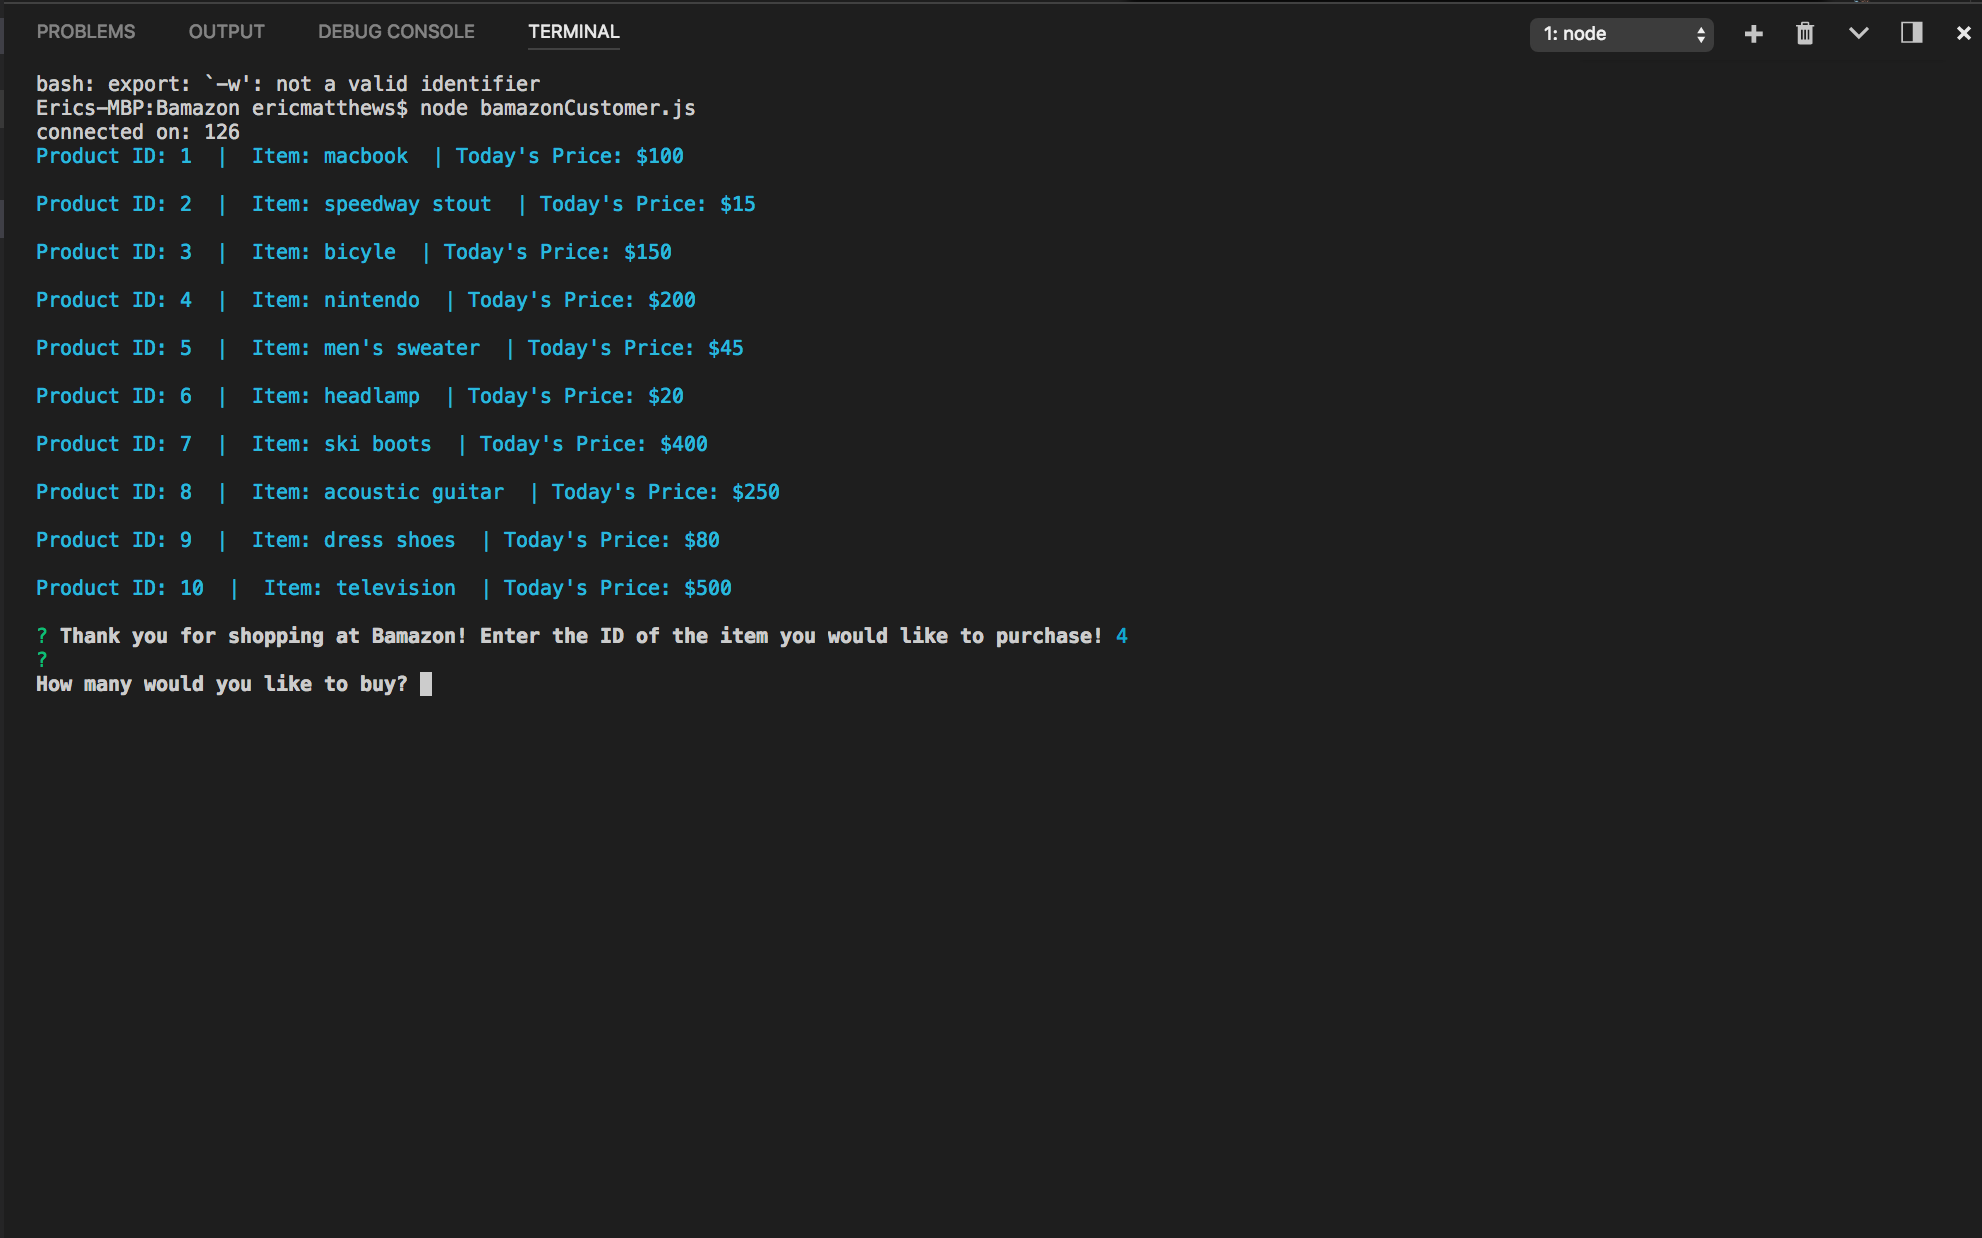 PROBLEMS OUTPUT DEBUG CONSOLE TERMINAL 1: node
bash: export: `-w': not a valid identifier
Erics-MBP:Bamazon ericmatthews$ node bamazonCustomer.js
connected on: 126
Product ID: 1  |  Item: macbook  | Today's Price: $100
Product ID: 2  |  Item: speedway stout  | Today's Price: $15
Product ID: 3  |  Item: bicyle  | Today's Price: $150
Product ID: 4  |  Item: nintendo  | Today's Price: $200
Product ID: 5  |  Item: men's sweater  | Today's Price: $45
Product ID: 6  |  Item: headlamp  | Today's Price: $20
Product ID: 7  |  Item: ski boots  | Today's Price: $400
Product ID: 8  |  Item: acoustic guitar  | Today's Price: $250
Product ID: 9  |  Item: dress shoes  | Today's Price: $80
Product ID: 10  |  Item: television  | Today's Price: $500
? Thank you for shopping at Bamazon! Enter the ID of the item you would like to purchase! 4
?
How many would you like to buy?